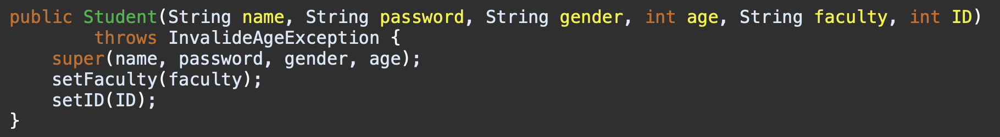 public Student(String name, String password, String gender, int age, String faculty, int ID)
        throws InvalideAgeException {
    super(name, password, gender, age);
    setFaculty(faculty);
    setID(ID);
}